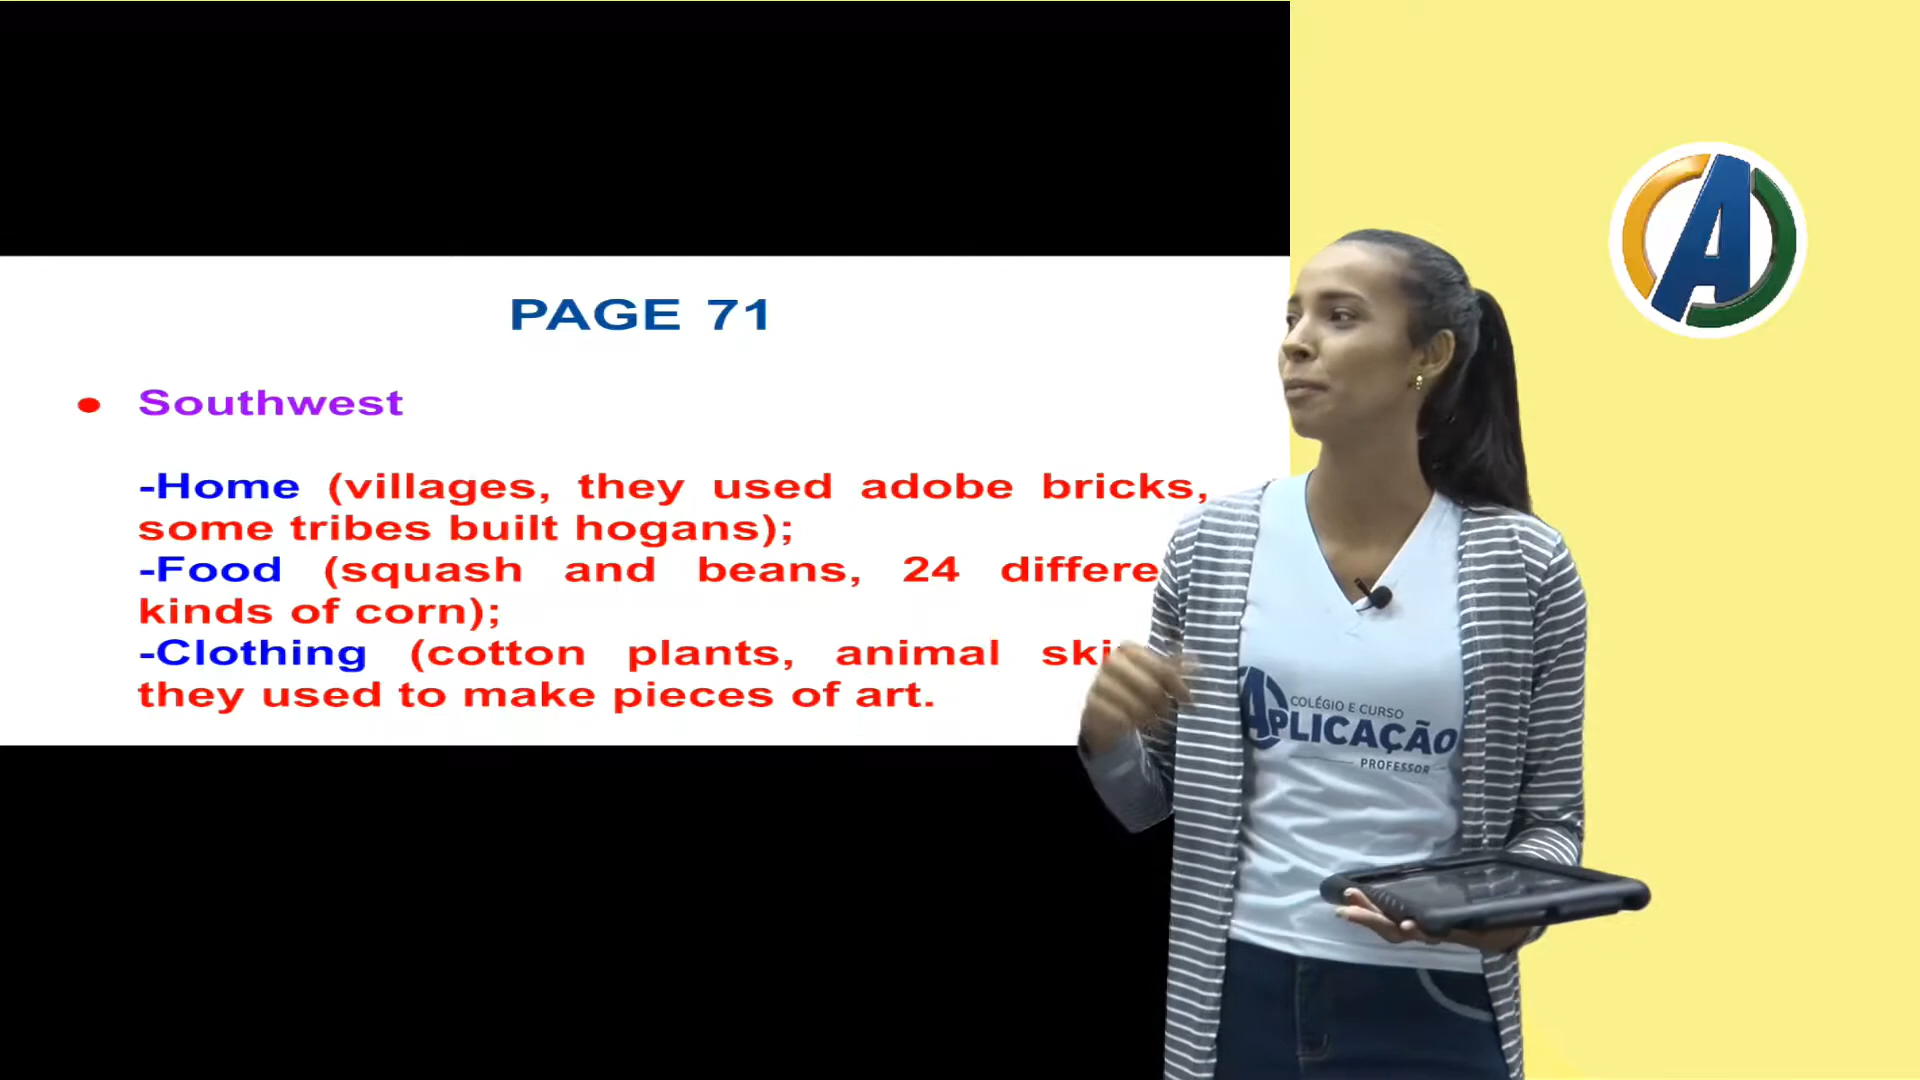 PAGE 71
Southwest
-Home (villages, they used adobe bricks,
some tribes built hogans);
-Food (squash and beans, 24
kinds of corn);
-Clothing (cotton plants, animal
they used to make pieces of art.
A
COLÉGIO E CURSO
APLICAÇÃO
PROFESSOR